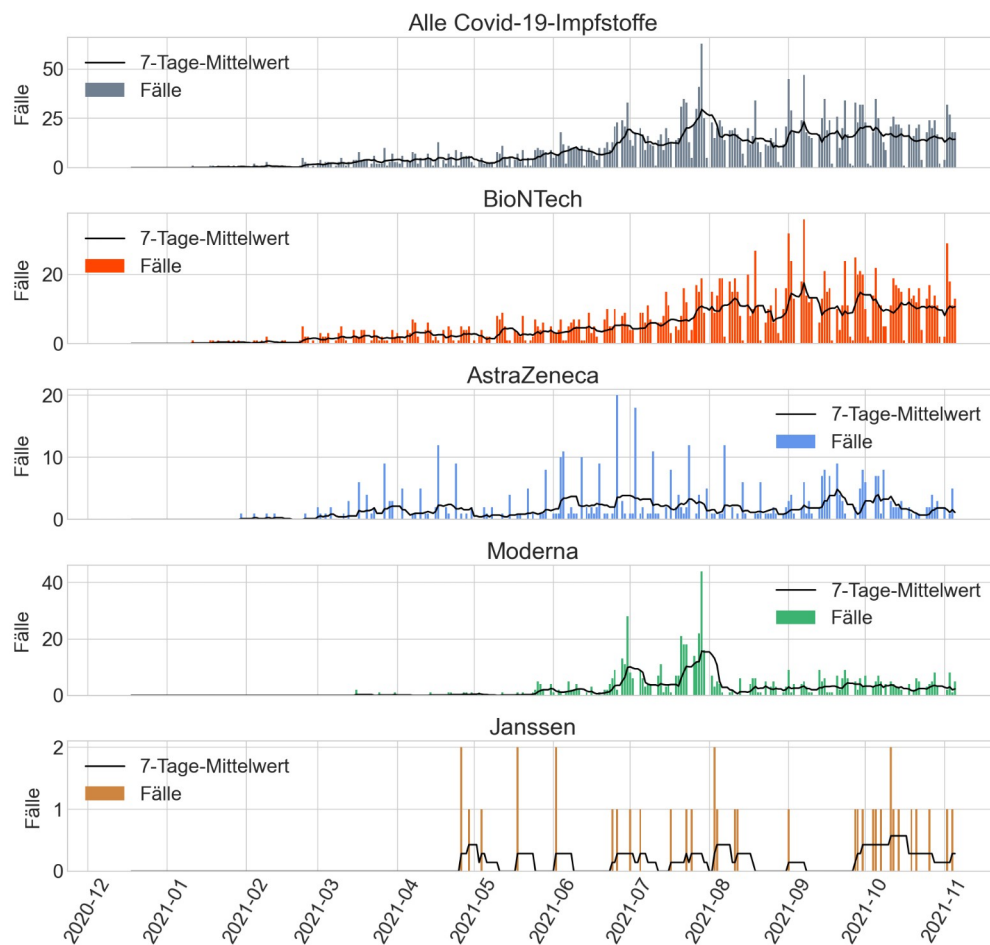 Alle Covid-19-Impfstoffe
Fälle
50
25
0
7-Tage-Mittelwert
Fälle
BioNTech
Fälle
20
0
7-Tage-Mittelwert
Fälle
AstraZeneca
Fälle
20
10
0
7-Tage-Mittelwert
Fälle
Moderna
Fälle
40
20
0
7-Tage-Mittelwert
Fälle
Janssen
Fälle
2
1
0
7-Tage-Mittelwert
Fälle
2020-12
2021-01
2021-02
2021-03
2021-04
2021-05
2021-06
2021-07
2021-08
2021-09
2021-10
2021-11